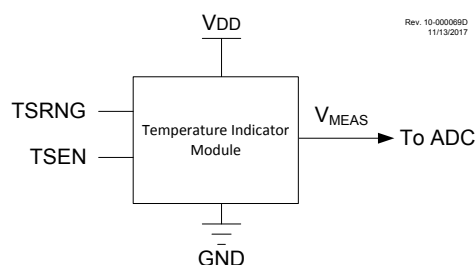 Rev. 10-000069D
11/13/2017
VDD
TSRNG
TSEN
Temperature Indicator
Module
VMEAS
To ADC
GND